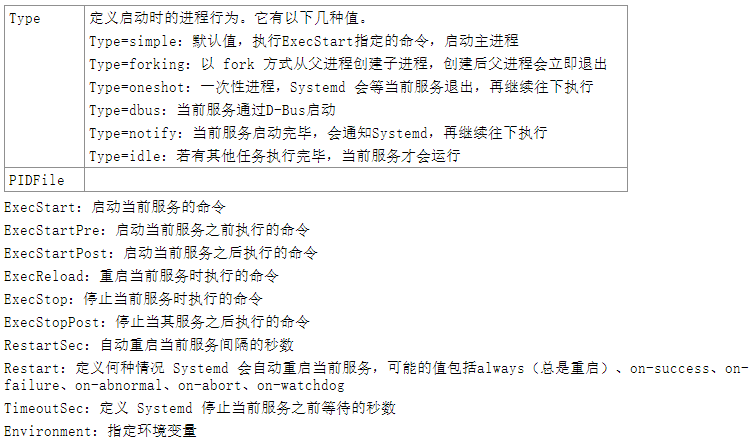 Type
定义启动时的进程行为。它有以下几种值。
Type=simple：默认值，执行ExecStart指定的命令，启动主进程
Type=forking：以 fork 方式从父进程创建子进程，创建后父进程会立即退出
Type=oneshot：一次性进程，Systemd 会等当前服务退出，再继续往下执行
Type=dbus：当前服务通过D-Bus启动
Type=notify：当前服务启动完毕，会通知Systemd，再继续往下执行
Type=idle：若有其他任务执行完毕，当前服务才会运行
PIDFile
ExecStart：启动当前服务的命令
ExecStartPre：启动当前服务之前执行的命令
ExecStartPost：启动当前服务之后执行的命令
ExecReload：重启当前服务时执行的命令
ExecStop：停止当前服务时执行的命令
ExecStopPost：停止当其服务之后执行的命令
RestartSec：自动重启当前服务间隔的秒数
Restart：定义何种情况 Systemd 会自动重启当前服务，可能的值包括always（总是重启）、on-success、on-
failure、on-abnormal、on-abort、on-watchdog
TimeoutSec：定义 Systemd 停止当前服务之前等待的秒数
Environment：指定环境变量